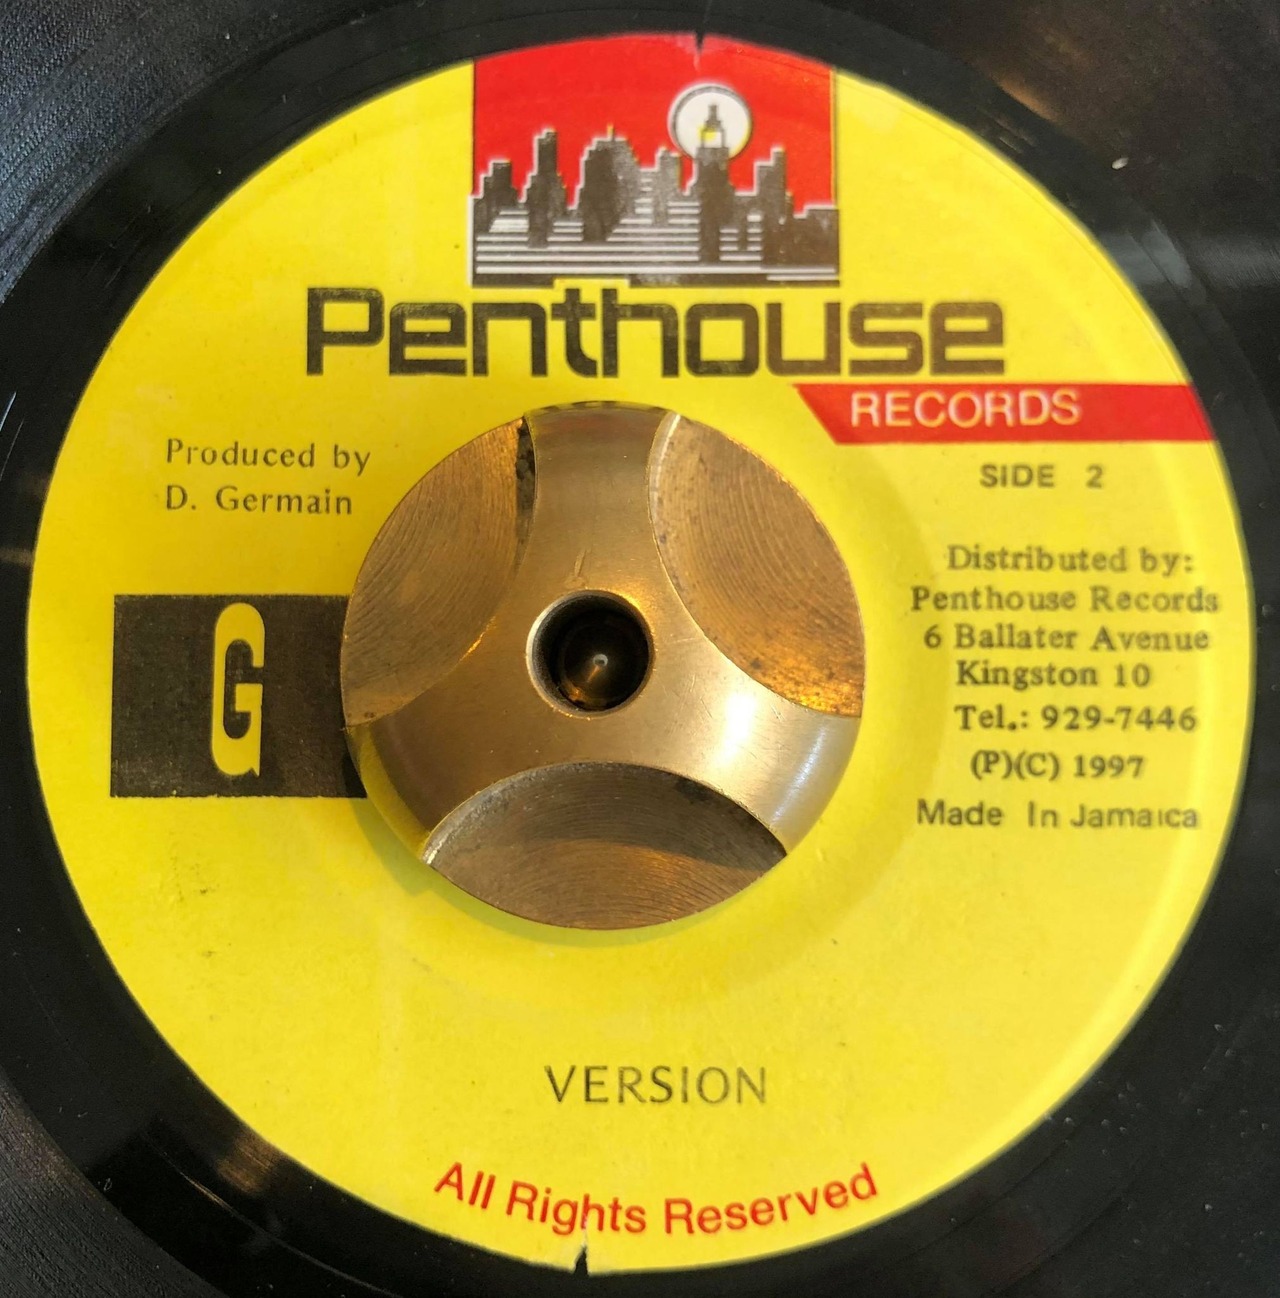 Penthouse
RECORDS
Produced by
D. Germain
G
SIDE 2
Distributed by:
Penthouse Records
6 Ballater Avenue
Kingston 10
Tel.: 929-7446
(P)(C) 1997
Made In Jamaica
VERSION
All Rights Reserved